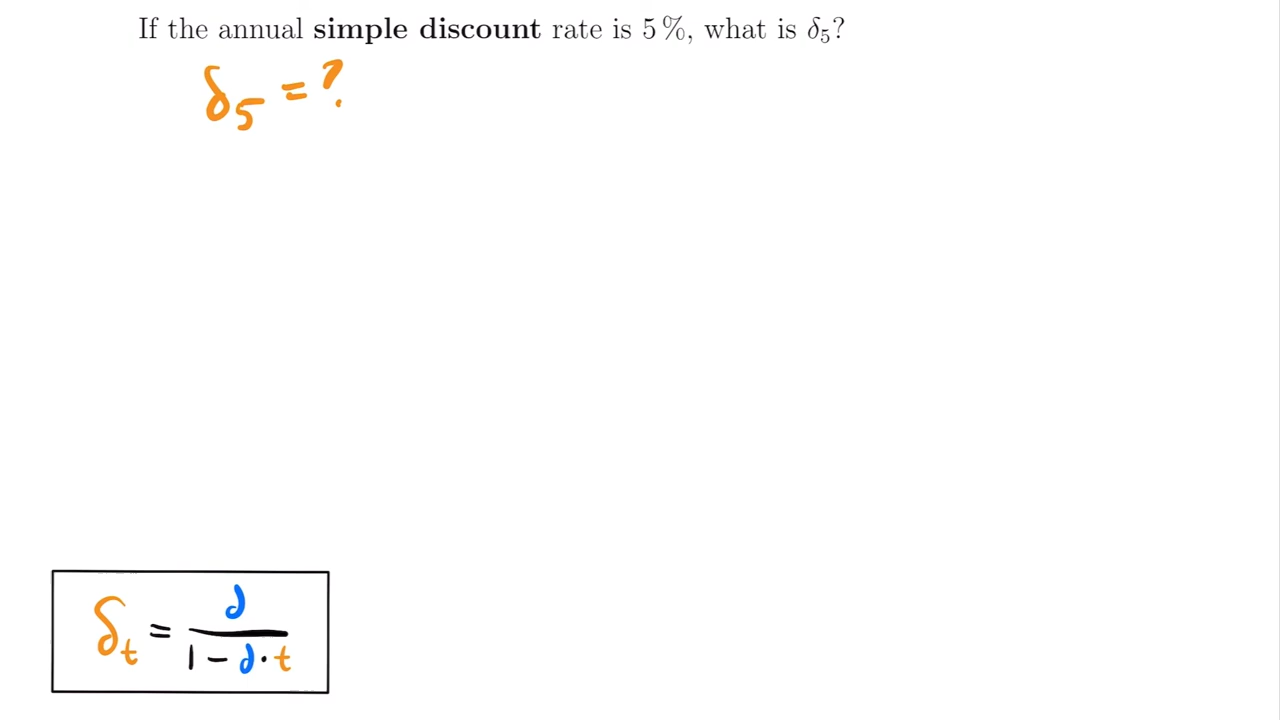 If the annual simple discount rate is 5 %, what is δ₅?
δ₅ = ?
δₜ = d / (1 − d · t)